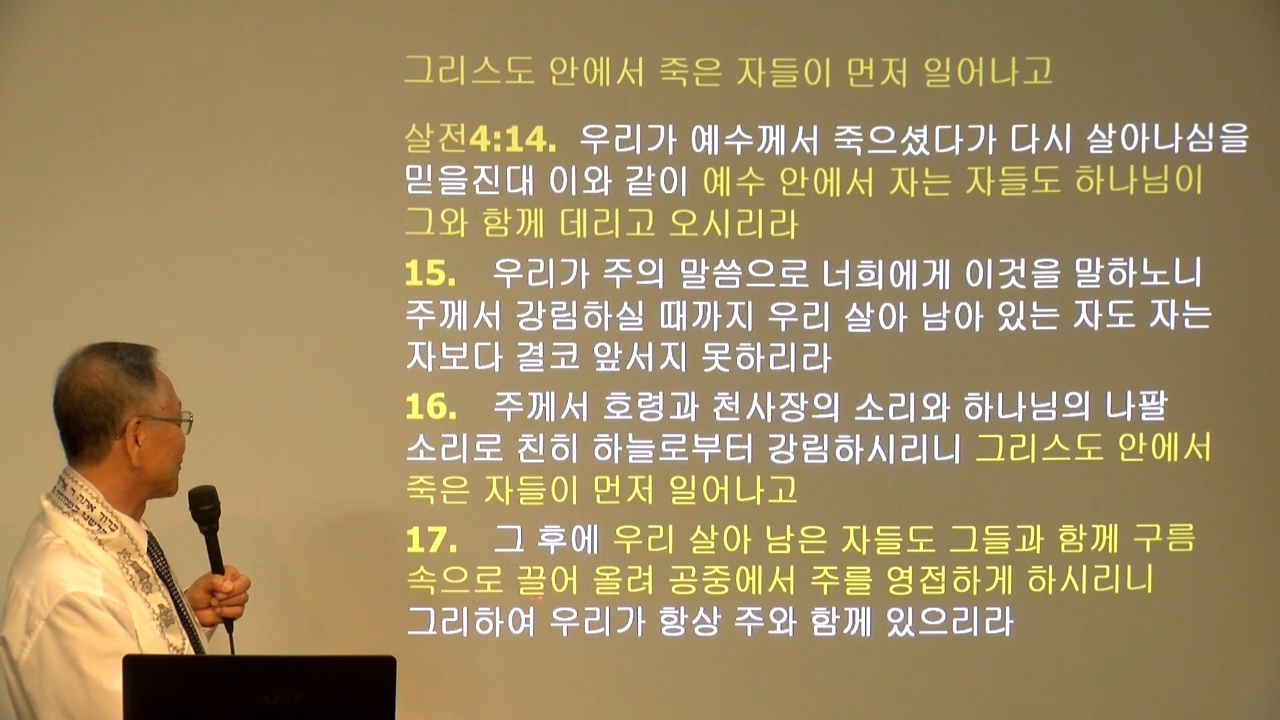 그리스도 안에서 죽은 자들이 먼저 일어나고
살전4:14. 우리가 예수께서 죽으셨다가 다시 살아나심을
믿을진대 이와 같이 예수 안에서 자는 자들도 하나님이
그와 함께 데리고 오시리라
15. 우리가 주의 말씀으로 너희에게 이것을 말하노니
주께서 강림하실 때까지 우리 살아 남아 있는 자도 자는
자보다 결코 앞서지 못하리라
16. 주께서 호령과 천사장의 소리와 하나님의 나팔
소리로 친히 하늘로부터 강림하시리니 그리스도 안에서
죽은 자들이 먼저 일어나고
17. 그 후에 우리 살아 남은 자들도 그들과 함께 구름
속으로 끌어 올려 공중에서 주를 영접하게 하시리니
그리하여 우리가 항상 주와 함께 있으리라